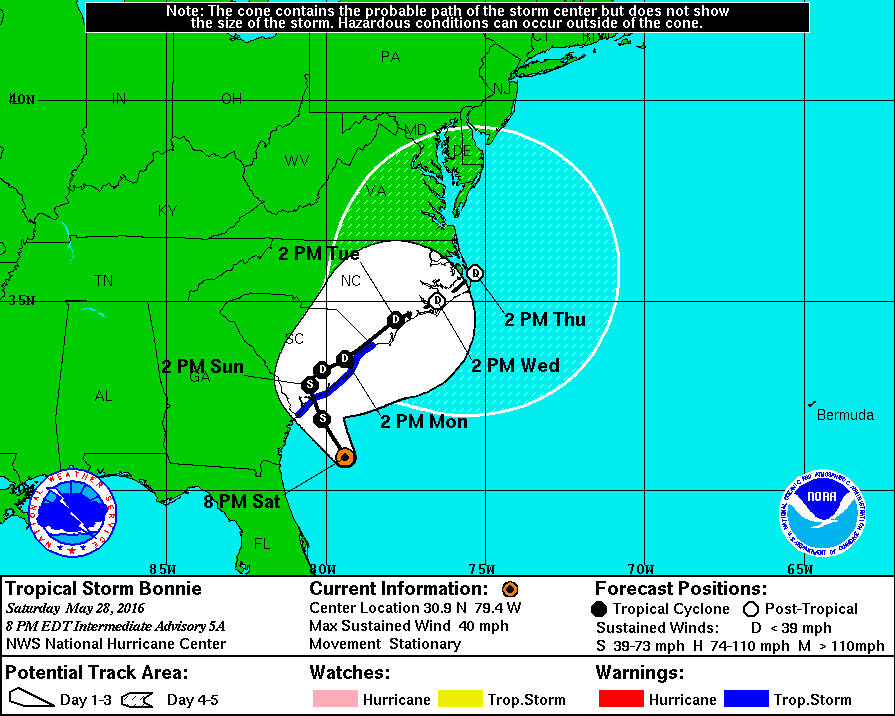 Note: The cone contains the probable path of the storm center but does not show
the size of the storm. Hazardous conditions can occur outside of the cone.
CT
RI
PA
NJ
40N
IN
OH
MD
DE
WV
VA
KY
2 PM Tue
D
TN
NC
35N
D
D
2 PM Thu
SC
D
D
2 PM Wed
2 PM Sun
GA
S
AL
2 PM Mon
S
Bermuda
8 PM Sat
FL
NATIONAL WEATHER SERVICE
NOAA
NATIONAL OCEANIC AND ATMOSPHERIC ADMINISTRATION
U.S. DEPARTMENT OF COMMERCE
85W
80W
75W
70W
65W
Tropical Storm Bonnie
Saturday May 28, 2016
8 PM EDT Intermediate Advisory 5A
NWS National Hurricane Center
Current Information:
Center Location 30.9 N 79.4 W
Max Sustained Wind 40 mph
Movement Stationary
Forecast Positions:
Tropical Cyclone Post-Tropical
Sustained Winds: D < 39 mph
S 39-73 mph H 74-110 mph M > 110mph
Potential Track Area:
Day 1-3 Day 4-5
Watches:
Hurricane Trop.Storm
Warnings:
Hurricane Trop.Storm